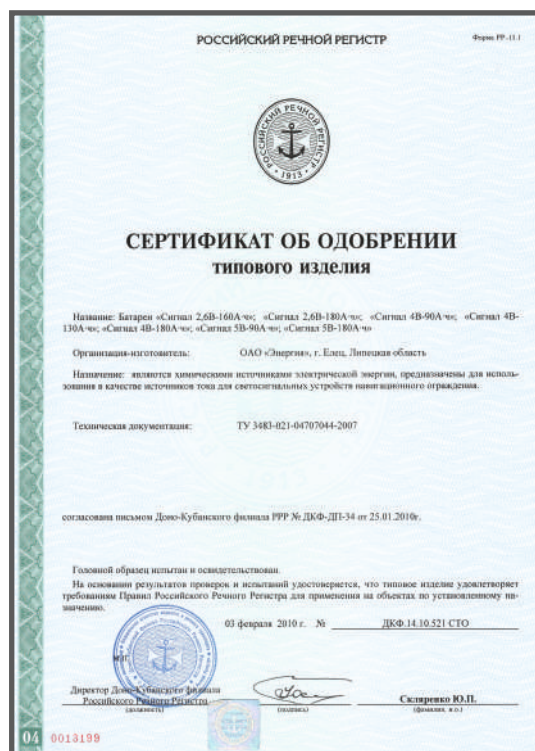 РОССИЙСКИЙ РЕЧНОЙ РЕГИСТР
Форма РР-11.1
РОССИЙСКИЙ РЕЧНОЙ РЕГИСТР
• 1913 •
СЕРТИФИКАТ ОБ ОДОБРЕНИИ
типового изделия
Название: Батареи «Сигнал 2,6В-160А·ч»; «Сигнал 2,6В-180А·ч»; «Сигнал 4В-90А·ч»; «Сигнал 4В-
130А·ч»; «Сигнал 4В-180А·ч»; «Сигнал 5В-90А·ч»; «Сигнал 5В-180А·ч»
Организация-изготовитель: ОАО «Энергия», г. Елец, Липецкая область
Назначение: являются химическими источниками электрической энергии, предназначены для исполь-
зования в качестве источников тока для светосигнальных устройств навигационного ограждения.
Техническая документация: ТУ 3483-021-04707044-2007
согласована письмом Доно-Кубанского филиала РРР № ДКФ-ДП-34 от 25.01.2010г.
Головной образец испытан и освидетельствован.
На основании результатов проверок и испытаний удостоверяется, что типовое изделие удовлетворяет
требованиям Правил Российского Речного Регистра для применения на объектах по установленному на-
значению.
03 февраля 2010 г. № ДКФ.14.10.521 СТО
М.П.
Директор Доно-Кубанского филиала
Российского Речного Регистра
(должность)
(подпись)
Скляренко Ю.П.
(фамилия, и.о.)
04 0013199